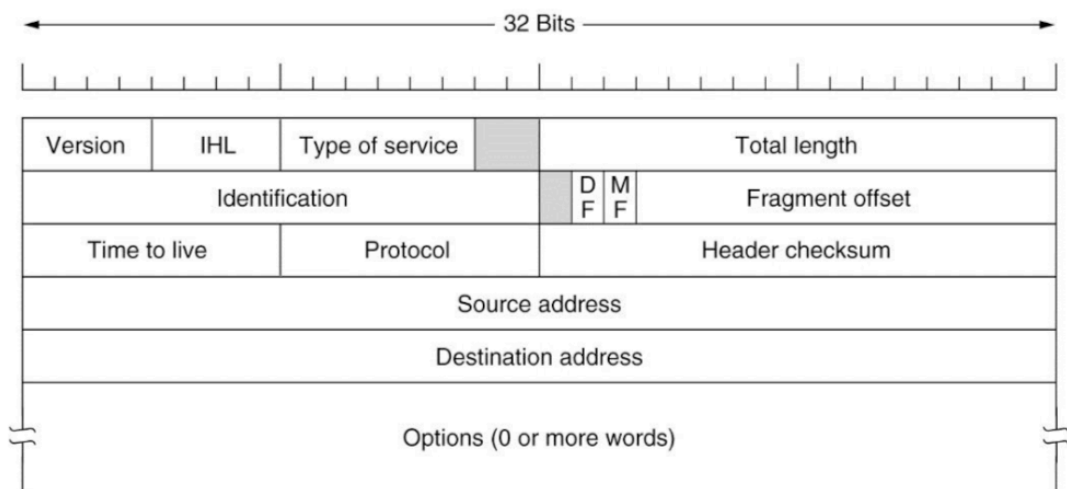 32 Bits
Version IHL Type of service Total length
Identification D F M F Fragment offset
Time to live Protocol Header checksum
Source address
Destination address
Options (0 or more words)